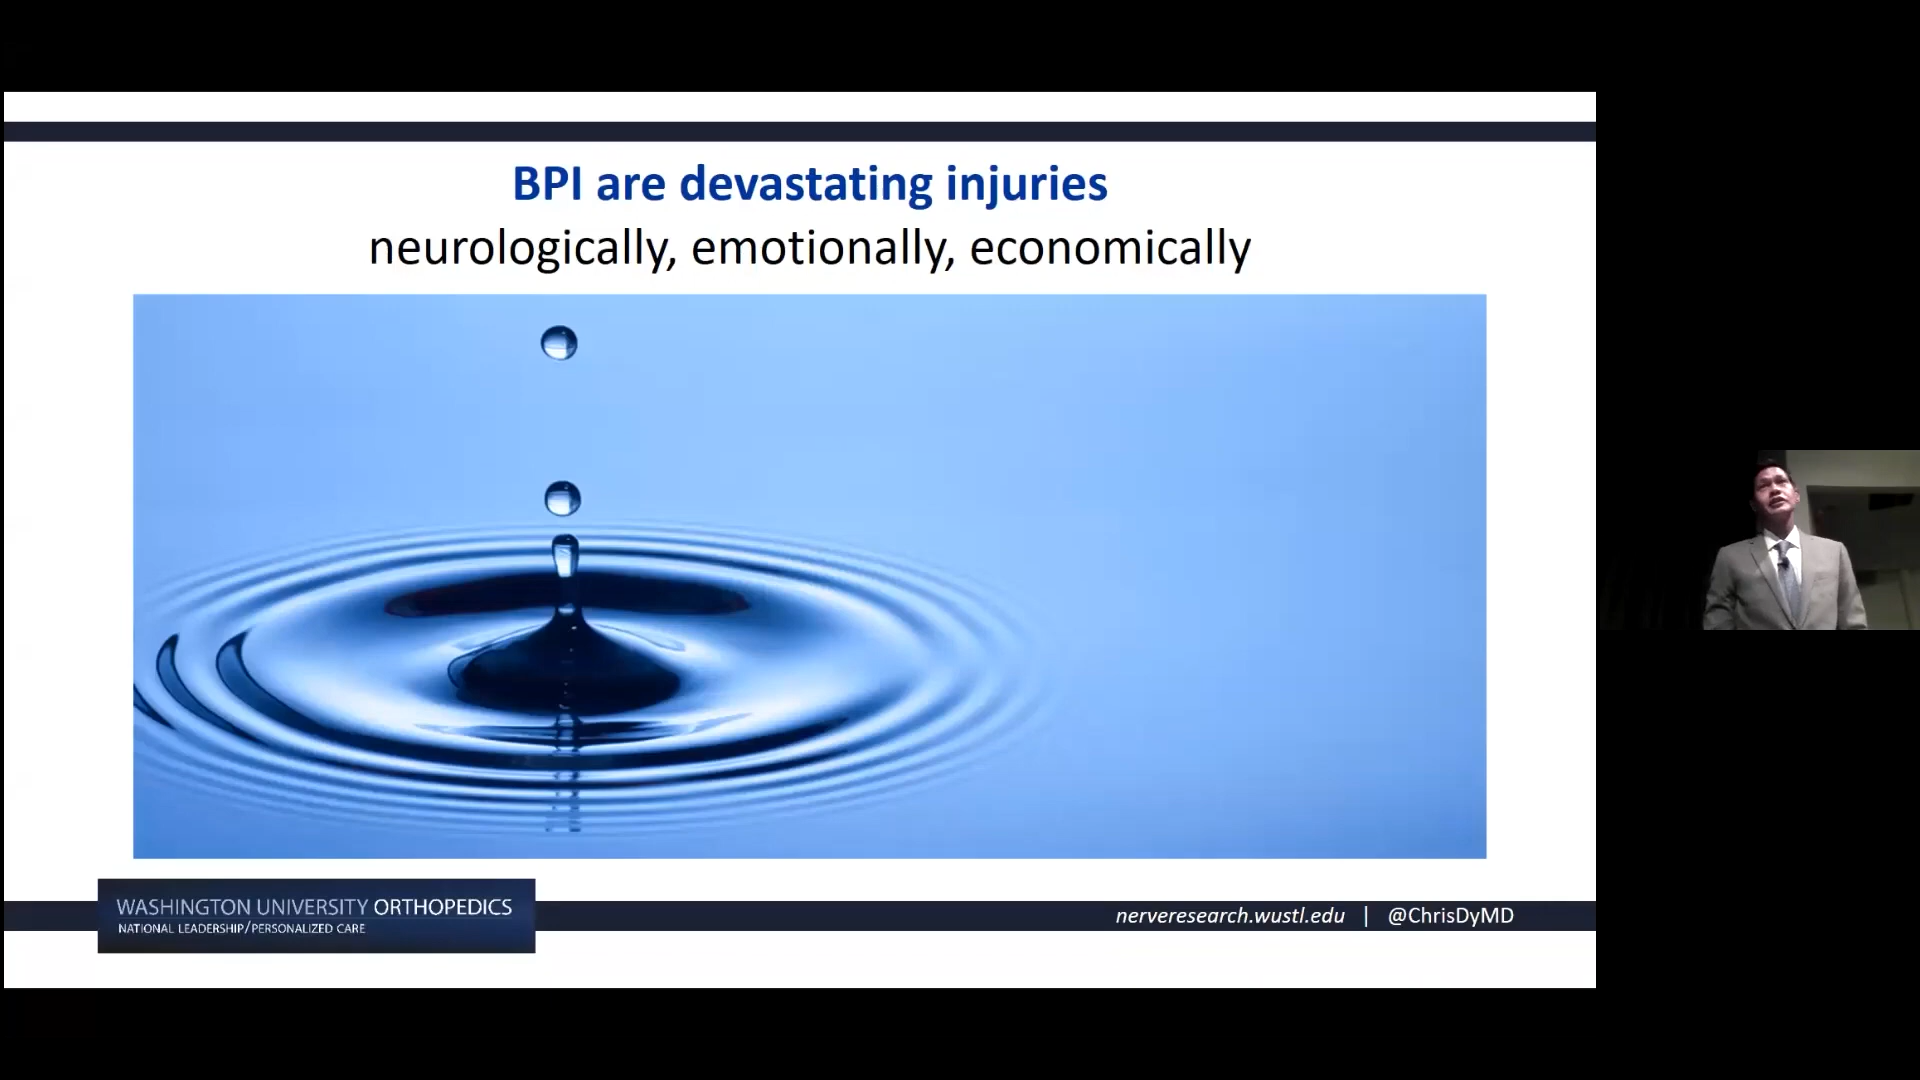 BPI are devastating injuries
neurologically, emotionally, economically
WASHINGTON UNIVERSITY ORTHOPEDICS
NATIONAL LEADERSHIP/PERSONALIZED CARE
nerveresearch.wustl.edu | @ChrisDyMD